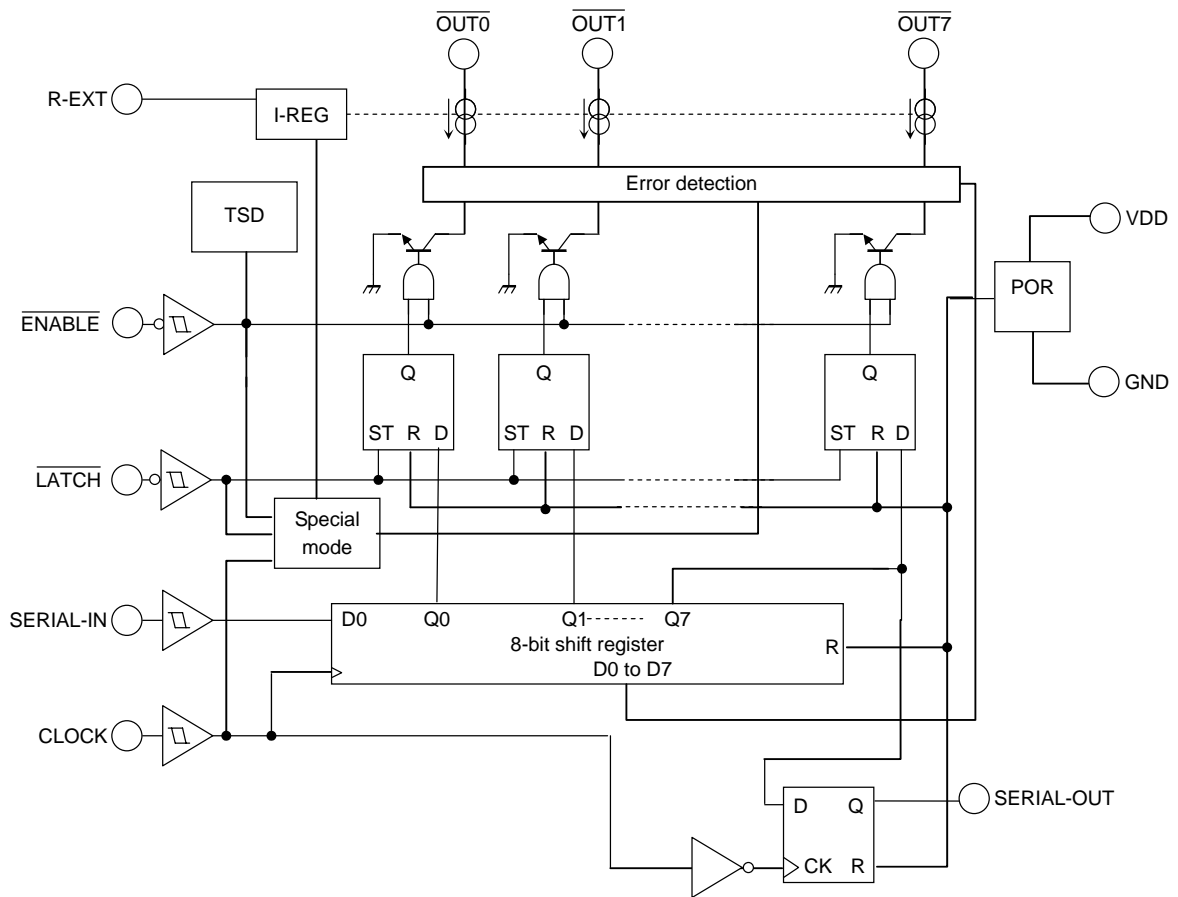 OUT0 OUT1 OUT7
R-EXT
I-REG
Error detection
TSD
VDD
POR
ENABLE
GND
Q Q Q
ST R D ST R D ST R D
LATCH
Special
mode
SERIAL-IN
D0 Q0 Q1 Q7
8-bit shift register
R
D0 to D7
CLOCK
D Q
SERIAL-OUT
CK R